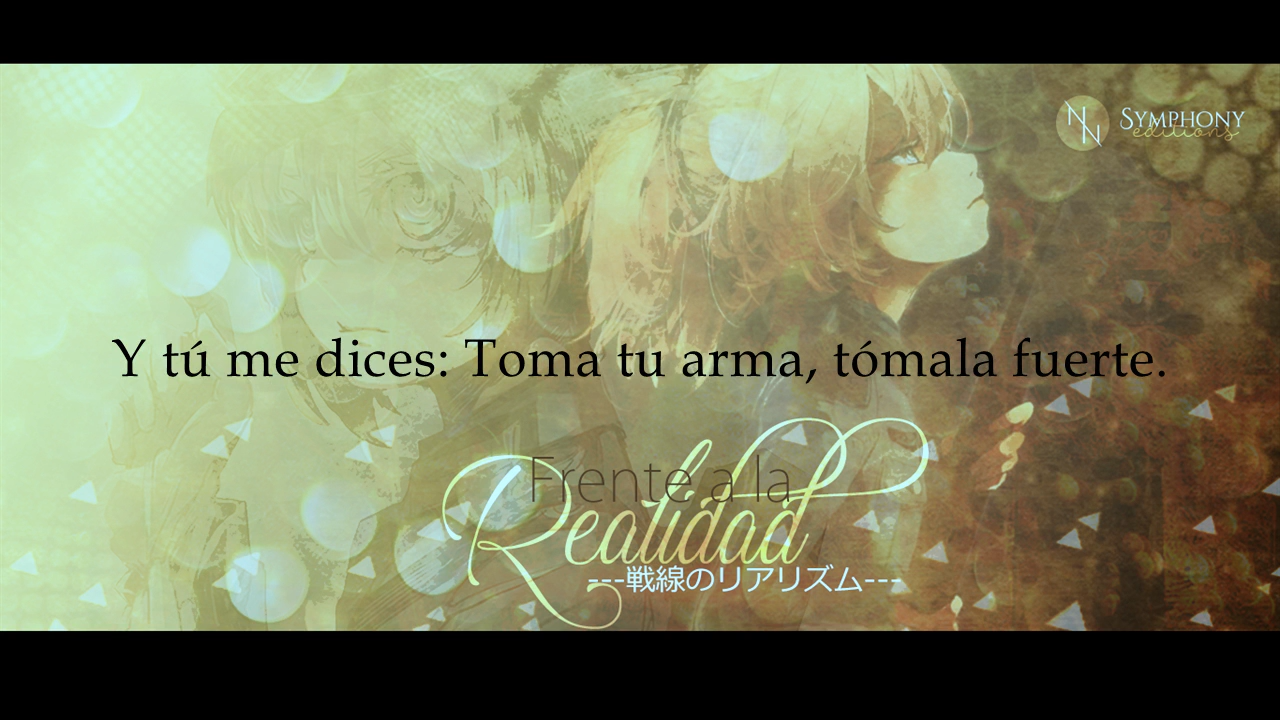 SYMPHONY
editions
Y tú me dices: Toma tu arma, tómala fuerte.
Frente a la
Realidad
---戦線のリアリズム---